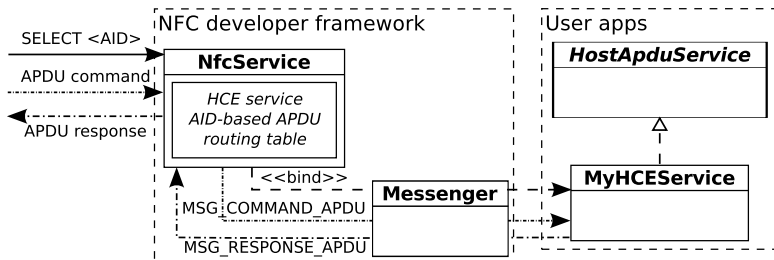 NFC developer framework
User apps
SELECT <AID>
NfcService
HostApduService
APDU command
HCE service
AID-based APDU
routing table
APDU response
<<bind>>
Messenger
MyHCEService
MSG_COMMAND_APDU
MSG_RESPONSE_APDU